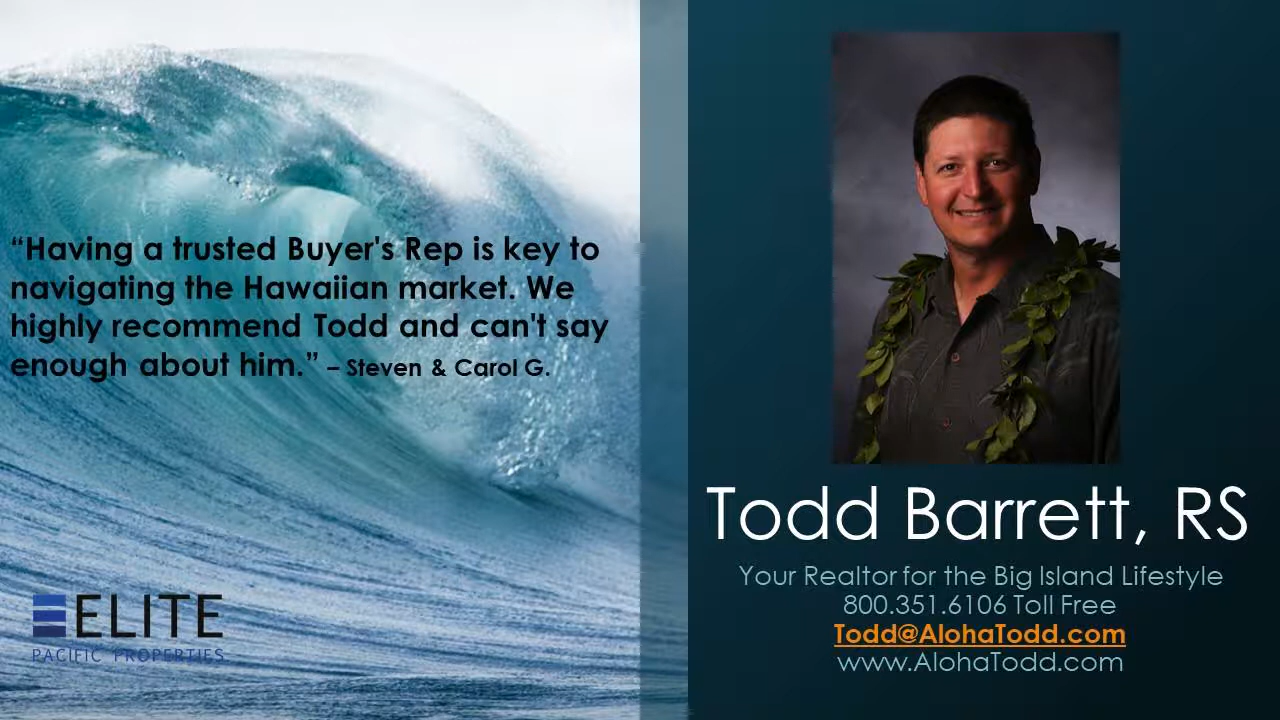 “Having a trusted Buyer's Rep is key to
navigating the Hawaiian market. We
highly recommend Todd and can't say
enough about him.” – Steven & Carol G.
ELITE
PACIFIC PROPERTIES
Todd Barrett, RS
Your Realtor for the Big Island Lifestyle
800.351.6106 Toll Free
Todd@AlohaTodd.com
www.AlohaTodd.com